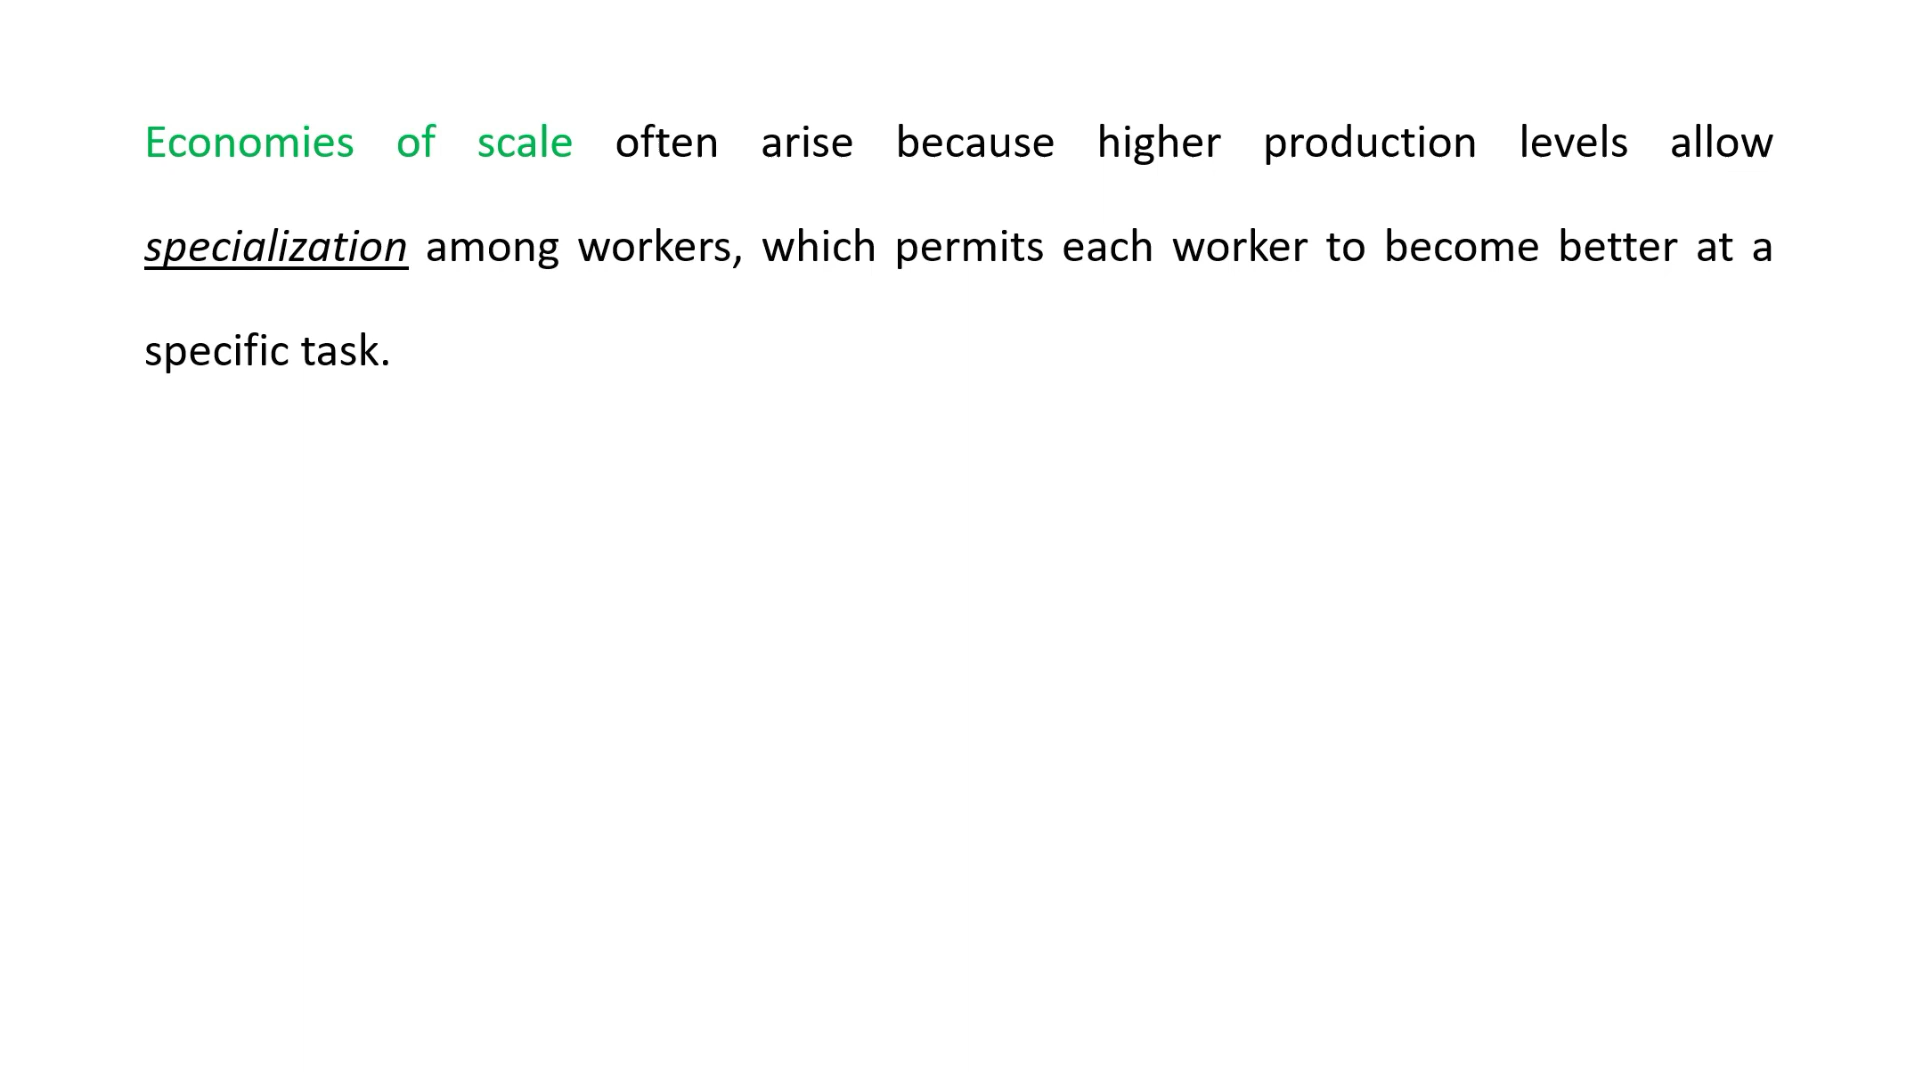 Economies of scale often arise because higher production levels allow
specialization among workers, which permits each worker to become better at a
specific task.